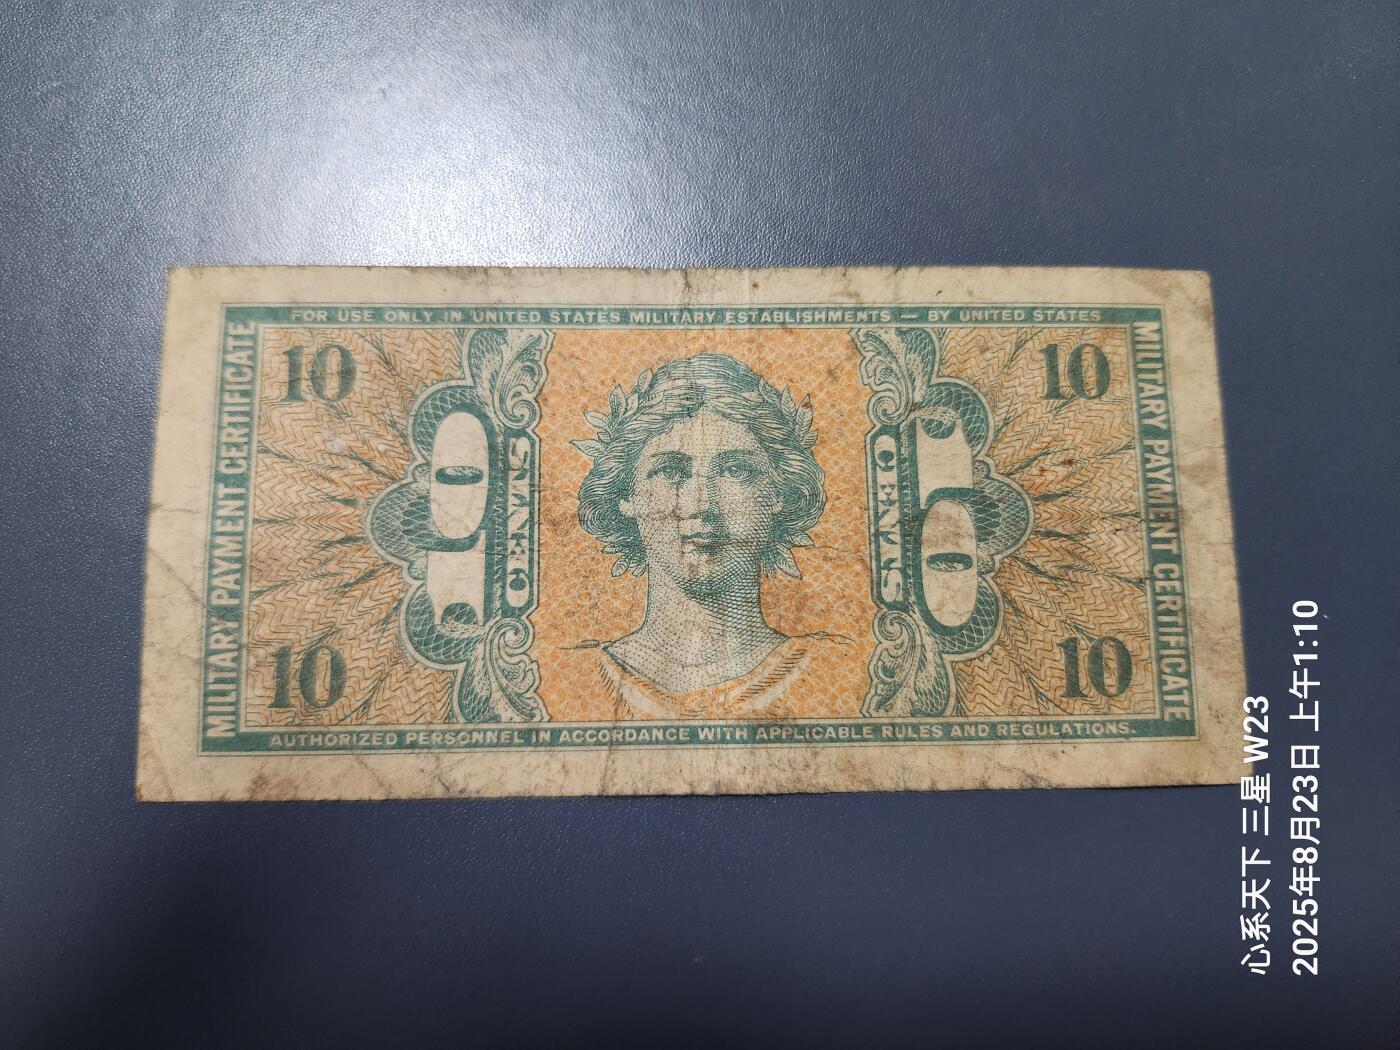 FOR USE ONLY IN UNITED STATES MILITARY ESTABLISHMENTS — BY UNITED STATES
MILITARY PAYMENT CERTIFICATE
10
10
10
CENTS
10
CENTS
MILITARY PAYMENT CERTIFICATE
10
10
AUTHORIZED PERSONNEL IN ACCORDANCE WITH APPLICABLE RULES AND REGULATIONS.
心系天下 三星 W23
2025年8月23日 上午1:10